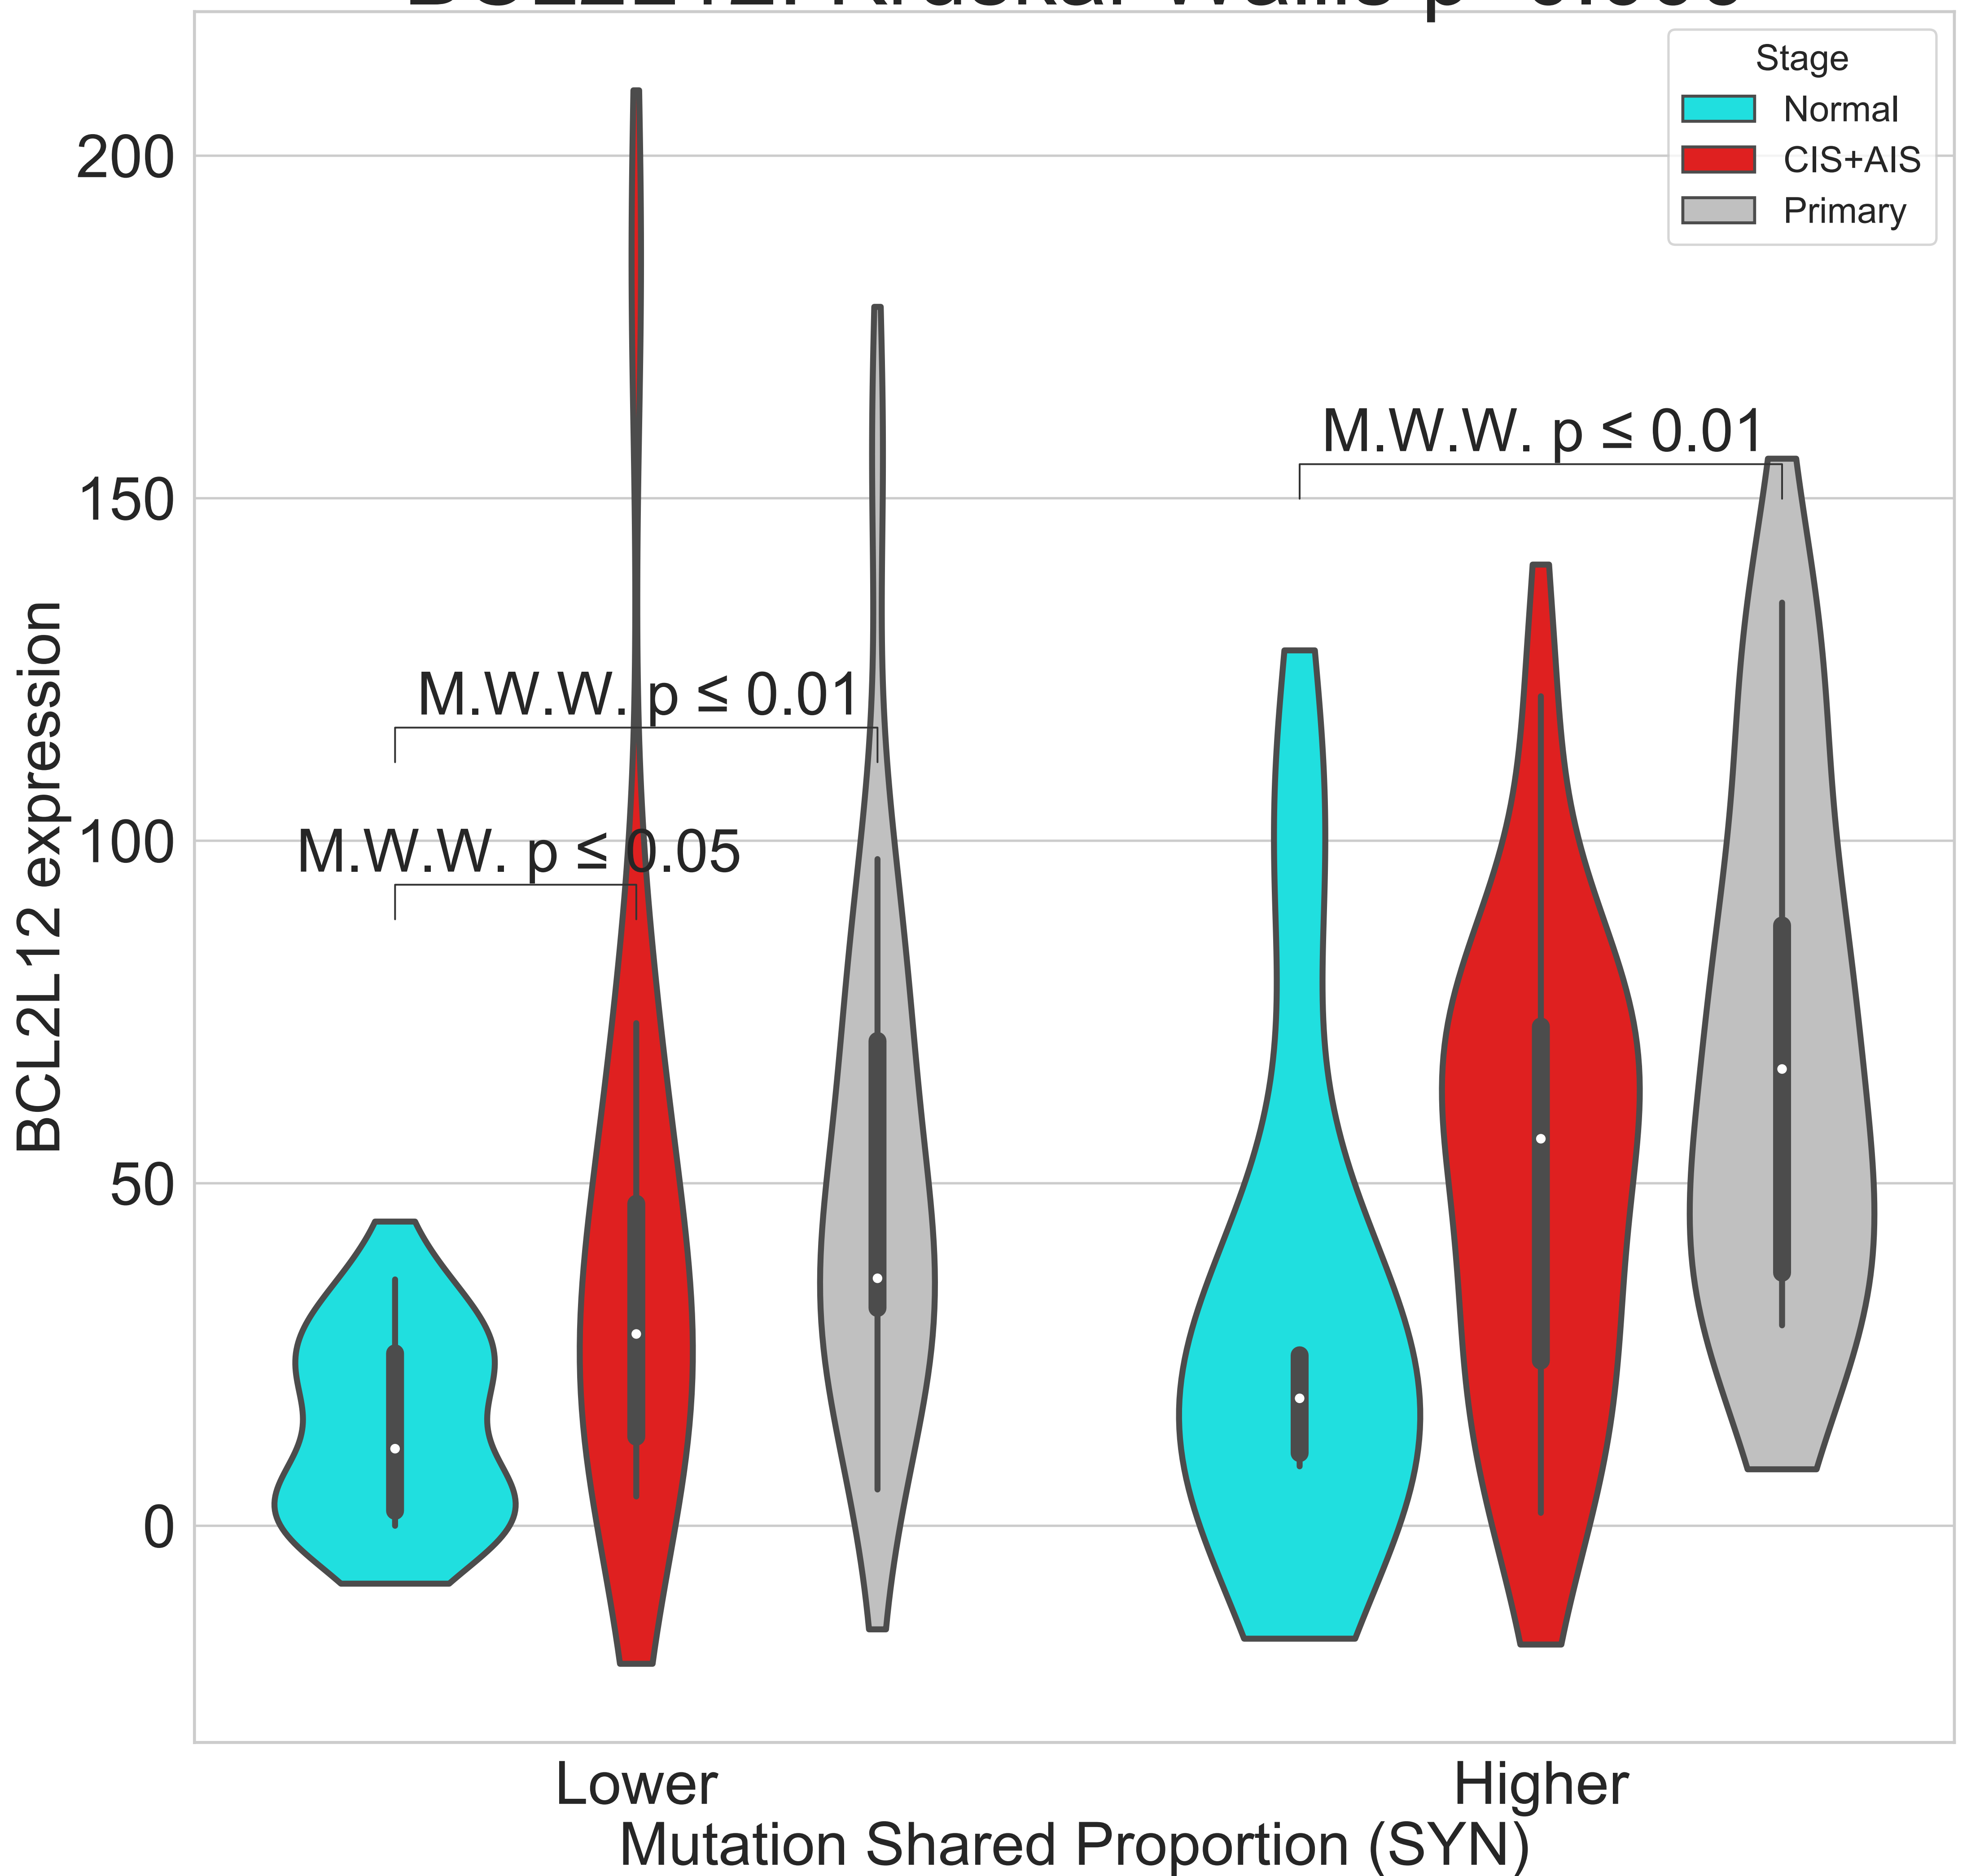 Stage
Normal
CIS+AIS
Primary
200
150
100
50
0
BCL2L12 expression
M.W.W. p ≤ 0.01
M.W.W. p ≤ 0.01
M.W.W. p ≤ 0.05
Lower
Higher
Mutation Shared Proportion (SYN)